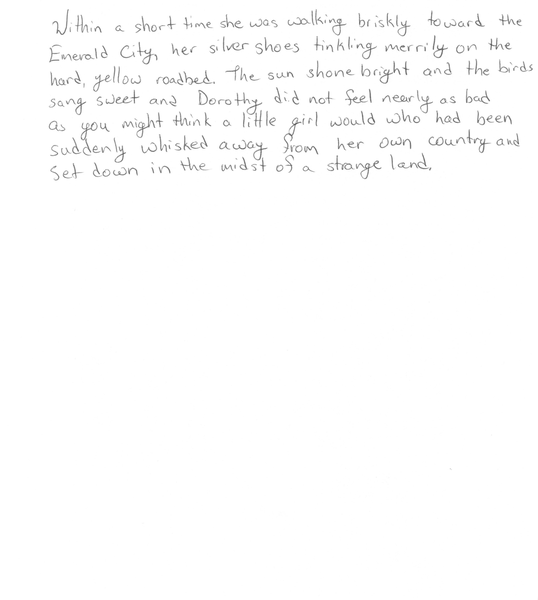 Within a short time she was walking briskly toward the
Emerald City, her silver shoes tinkling merrily on the
hard, yellow roadbed. The sun shone bright and the birds
sang sweet and Dorothy did not feel nearly as bad
as you might think a little girl would who had been
suddenly whisked away from her own country and
set down in the midst of a strange land.